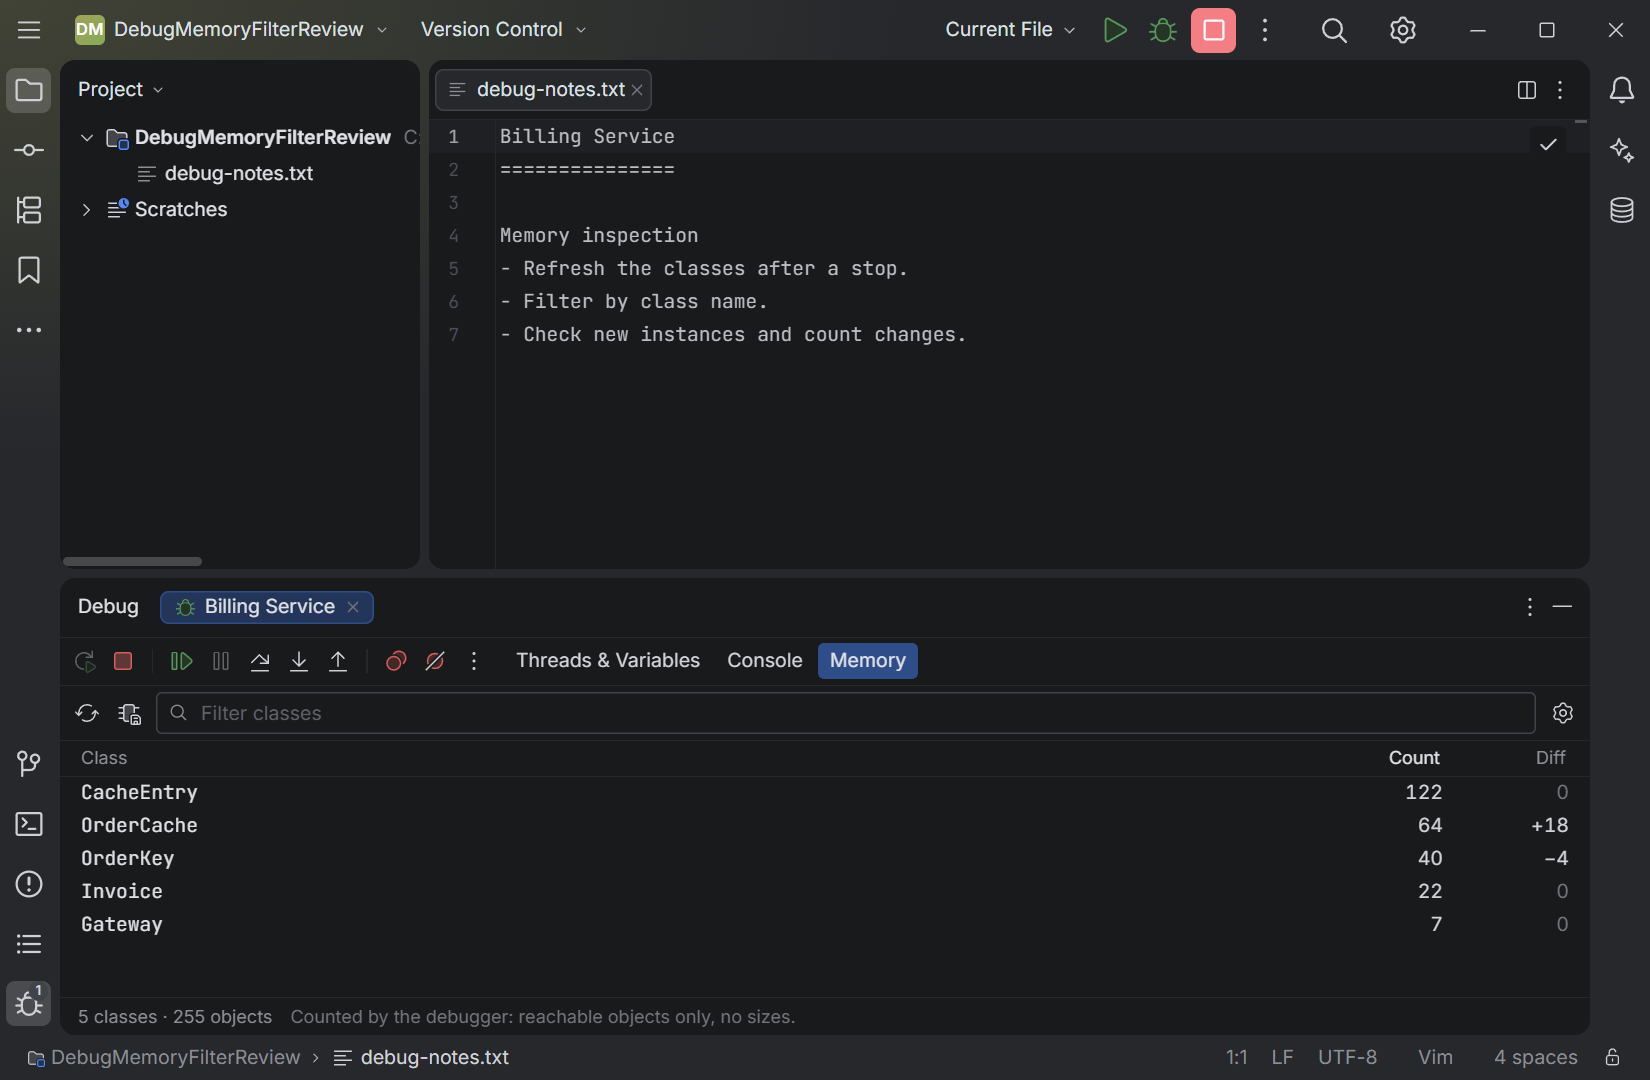 DM DebugMemoryFilterReview Version Control Current File
Project
debug-notes.txt
DebugMemoryFilterReview C:
debug-notes.txt
Scratches
1 Billing Service
2 ===============
3
4 Memory inspection
5 - Refresh the classes after a stop.
6 - Filter by class name.
7 - Check new instances and count changes.
Debug Billing Service
Threads & Variables Console Memory
Filter classes
Class Count Diff
CacheEntry 122 0
OrderCache 64 +18
OrderKey 40 −4
Invoice 22 0
Gateway 7 0
1
5 classes · 255 objects Counted by the debugger: reachable objects only, no sizes.
DebugMemoryFilterReview › debug-notes.txt 1:1 LF UTF-8 Vim 4 spaces